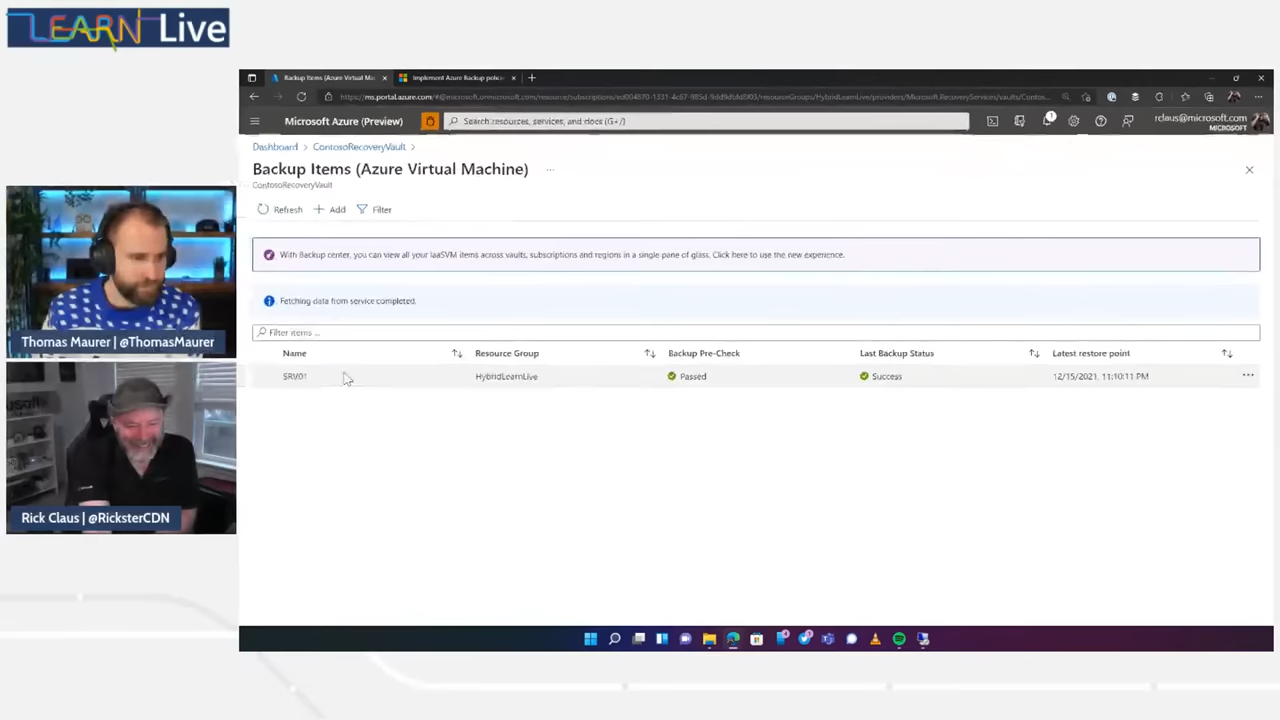 LEARN Live
Backup Items (Azure Virtual Mac
Implement Azure Backup polici
Microsoft Azure (Preview)
Search resources, services, and docs (G+/)
1
rclaus@microsoft.com
MICROSOFT
Dashboard > ContosoRecoveryVault >
Backup Items (Azure Virtual Machine) ...
ContosoRecoveryVault
Refresh + Add Filter
With Backup center, you can view all your IaaSVM items across vaults, subscriptions and regions in a single pane of glass. Click here to use the new experience.
Fetching data from service completed.
Filter items ...
Name Resource Group Backup Pre-Check Last Backup Status Latest restore point
SRV01 HybridLearnLive Passed Success 12/15/2021, 11:10:11 PM ...
Thomas Maurer | @ThomasMaurer
Rick Claus | @RicksterCDN